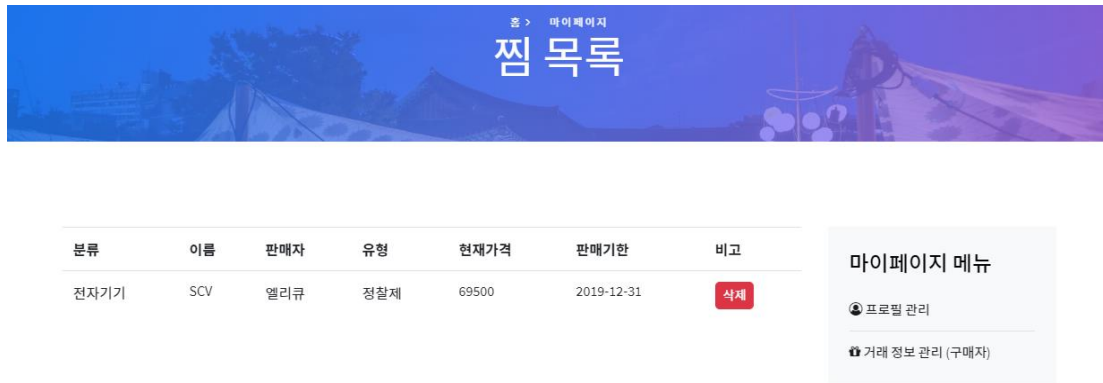 홈 > 마이페이지
찜 목록
분류 이름 판매자 유형 현재가격 판매기한 비고
전자기기 SCV 엘리큐 정찰제 69500 2019-12-31 삭제
마이페이지 메뉴
프로필 관리
거래 정보 관리 (구매자)